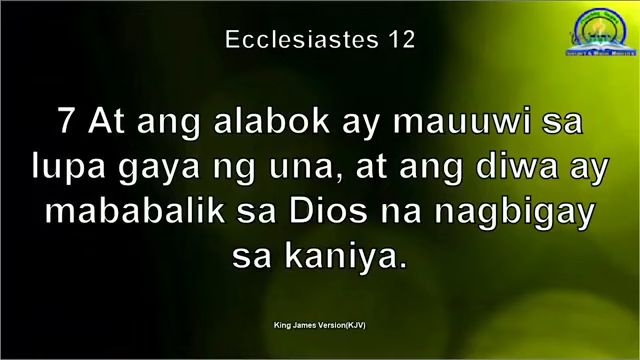 Ecclesiastes 12
7 At ang alabok ay mauuwi sa
lupa gaya ng una, at ang diwa ay
mababalik sa Dios na nagbigay
sa kaniya.
King James Version(KJV)